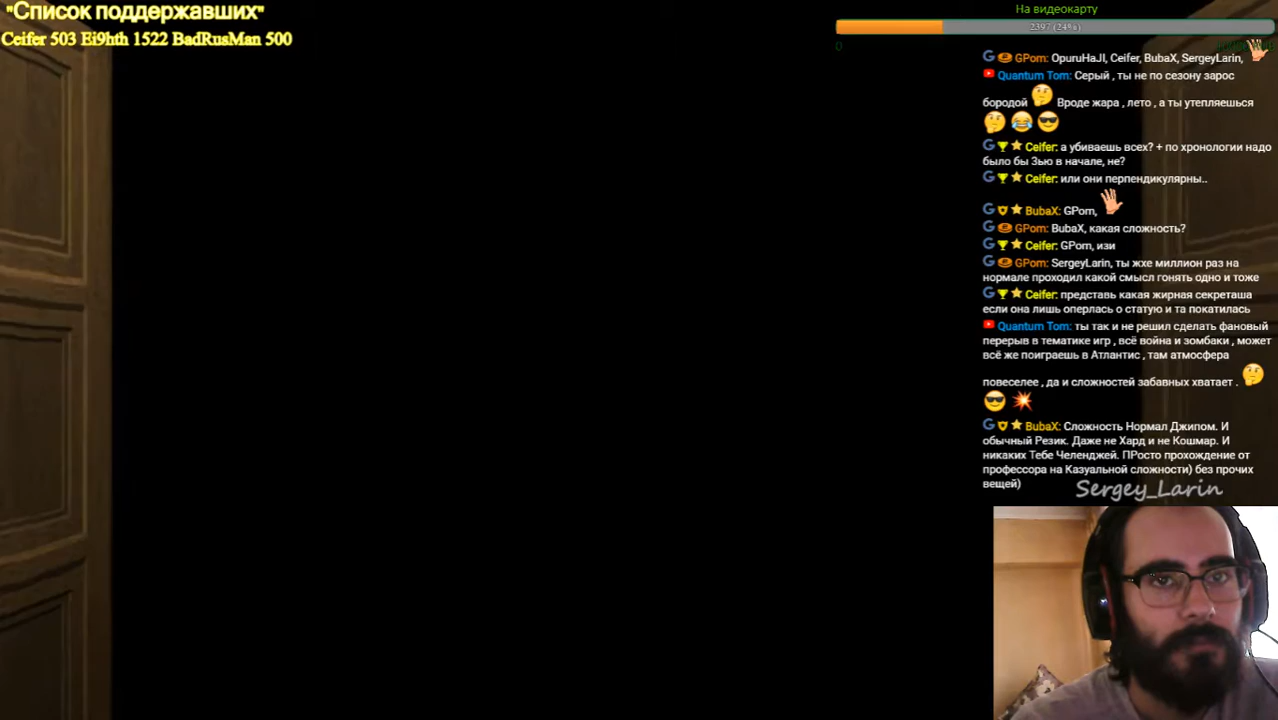 "Список поддержавших"
Ceifer 503 Ei9hth 1522 BadRusMan 500
На видеокарту
2397 (24%)
0
GPom: OpuruHaJI, Ceifer, BubaX, SergeyLarin,
Quantum Tom: Серый , ты не по сезону зарос
бородой Вроде жара , лето , а ты утепляешься
Ceifer: а убиваешь всех? + по хронологии надо
было бы 3ью в начале, не?
Ceifer: или они перпендикулярны..
BubaX: GPom,
GPom: BubaX, какая сложность?
Ceifer: GPom, изи
GPom: SergeyLarin, ты жхе миллион раз на
нормале проходил какой смысл гонять одно и тоже
Ceifer: представь какая жирная секреташа
если она лишь оперлась о статую и та покатилась
Quantum Tom: ты так и не решил сделать фановый
перерыв в тематике игр , всё война и зомбаки , может
всё же поиграешь в Атлантис , там атмосфера
повеселее , да и сложностей забавных хватает .
BubaX: Сложность Нормал Джипом. И
обычный Резик. Даже не Хард и не Кошмар. И
никаких Тебе Челенджей. ПРосто прохождение от
профессора на Казуальной сложности) без прочих
вещей)
Sergey_Larin